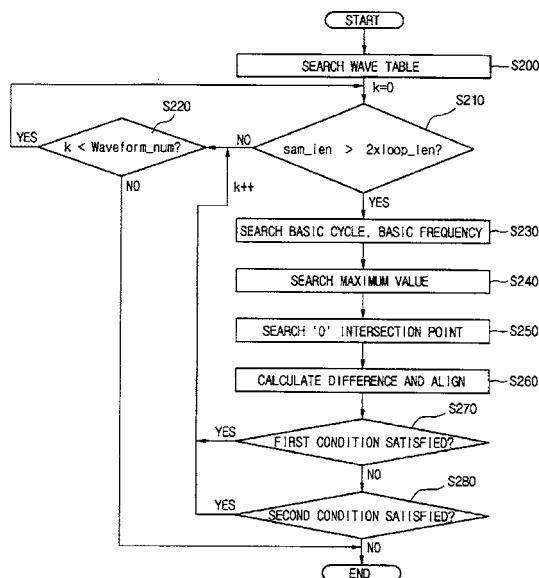 START
SEARCH WAVE TABLE
S200
k=0
S220
S210
YES
k < Waveform_num?
NO
sam_len > 2xloop_len?
NO
k++
YES
SEARCH BASIC CYCLE, BASIC FREQUENCY
S230
SEARCH MAXIMUM VALUE
S240
SEARCH '0' INTERSECTION POINT
S250
CALCULATE DIFFERENCE AND ALIGN
S260
S270
YES
FIRST CONDITION SATISFIED?
NO
S280
YES
SECOND CONDITION SATISFIED?
NO
END